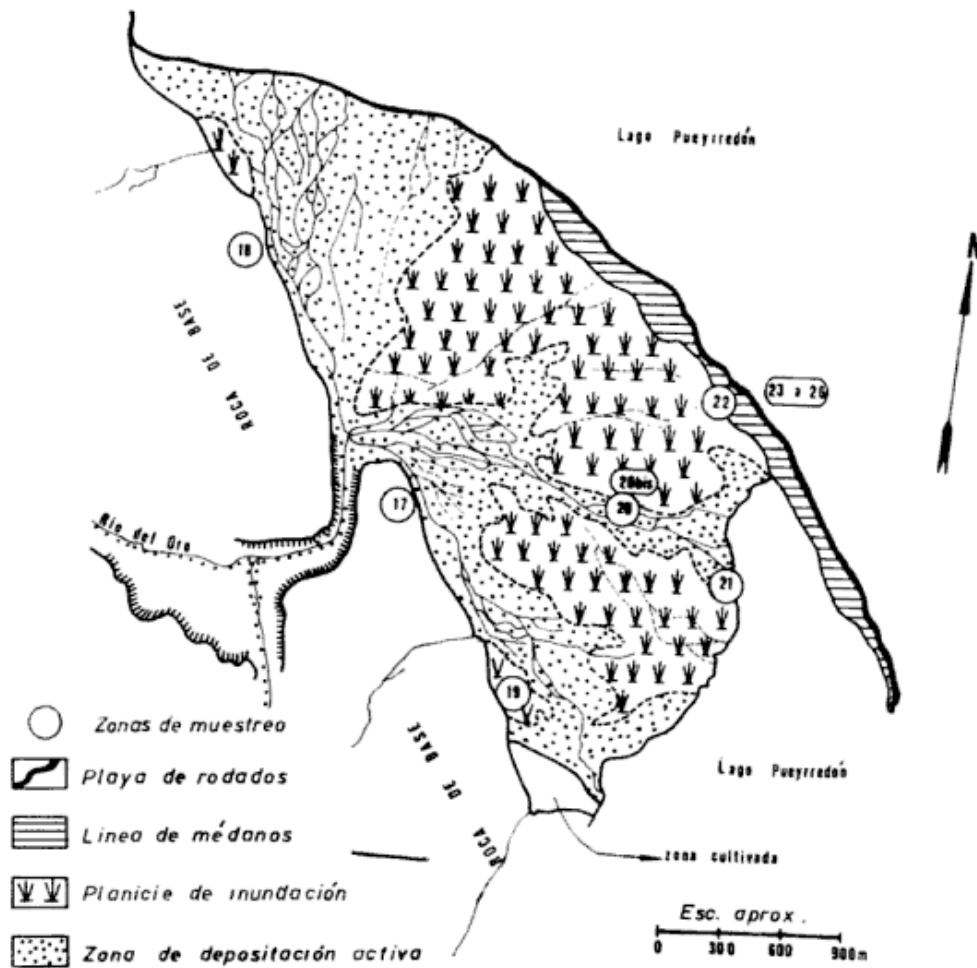 Lago Pueyrredón
N
18
ROCA DE BASE
22
23 a 26
20bis
20
17
Rio del Oro
21
19
Zonas de muestreo
Playa de rodados
Lago Pueyrredón
ROCA DE BASE
Linea de médanos
zona cultivada
Planicie de inundación
Esc. aprox.
0 300 600 900m
Zona de depositación activa